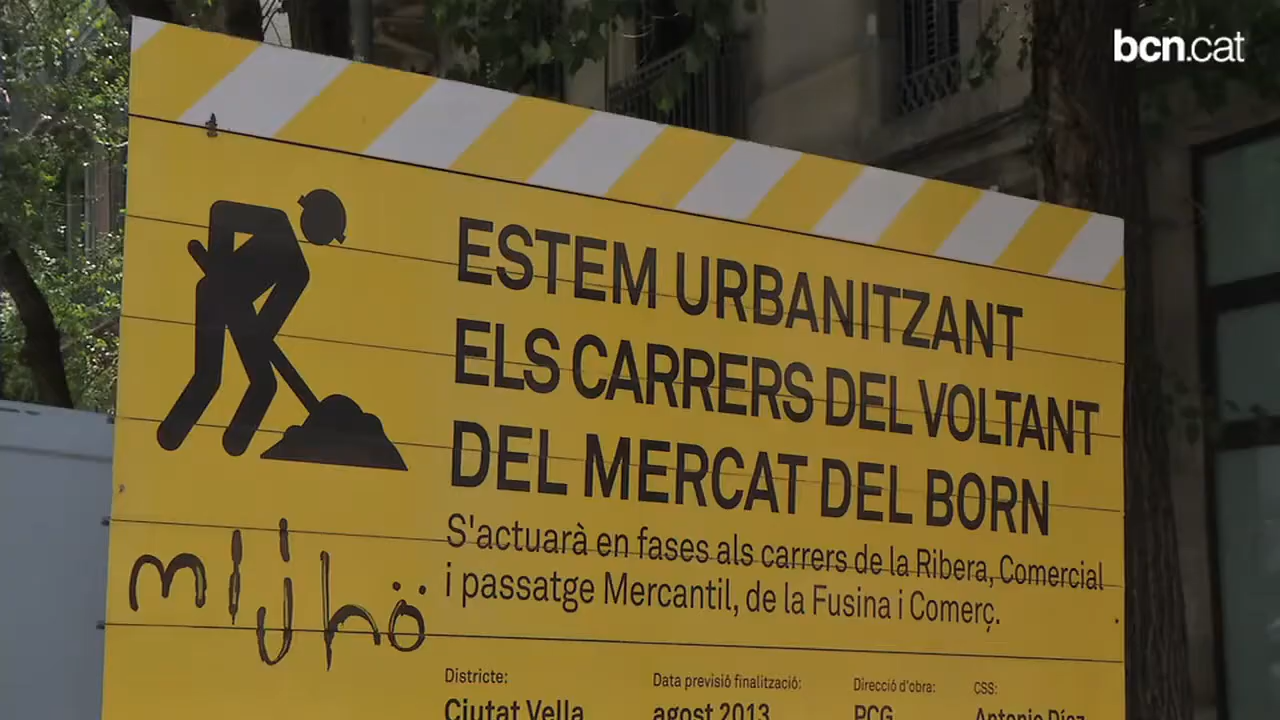 bcn.cat
ESTEM URBANITZANT
ELS CARRERS DEL VOLTANT
DEL MERCAT DEL BORN
S'actuarà en fases als carrers de la Ribera, Comercial
i passatge Mercantil, de la Fusina i Comerç.
Districte: Data previsió finalització: Direcció d'obra: CSS:
Ciutat Vella agost 2013 PCG Antonio Díaz